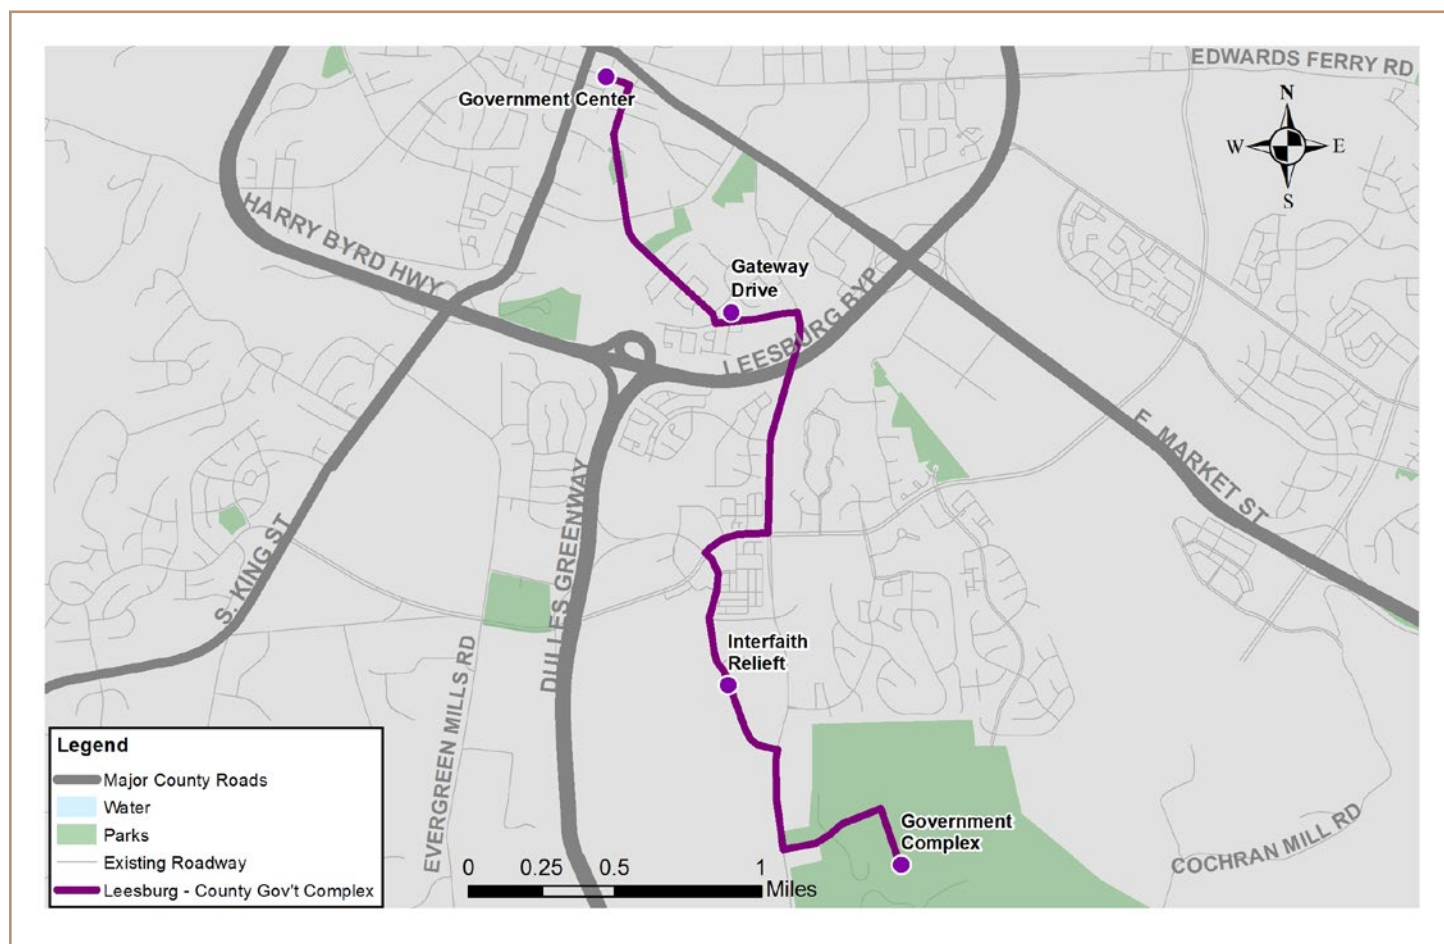 EDWARDS FERRY RD
Government Center
N
W
E
S
HARRY BYRD HWY
Gateway
Drive
LEESBURG BYP
E. MARKET ST
S. KING ST
DULLES GREENWAY
EVERGREEN MILLS RD
Interfaith
Relieft
Government
Complex
COCHRAN MILL RD
Legend
Major County Roads
Water
Parks
Existing Roadway
Leesburg - County Gov't Complex
0 0.25 0.5 1
Miles